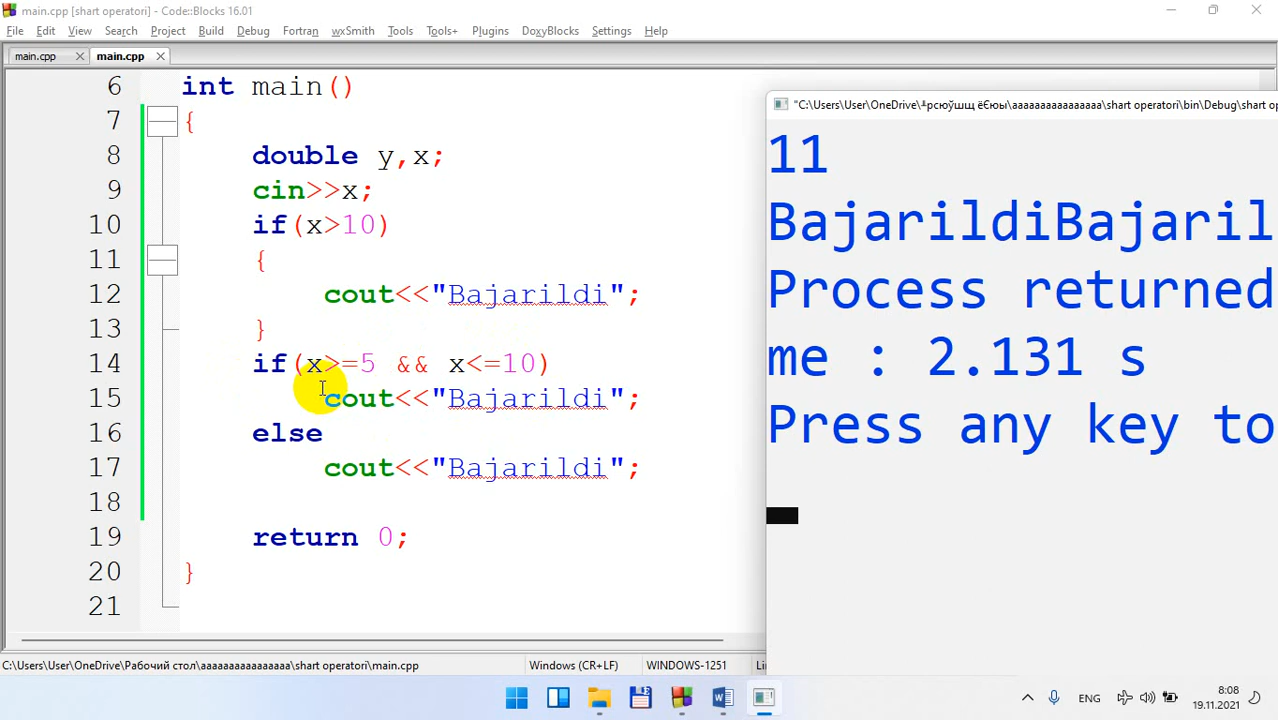 main.cpp [shart operatori] - Code::Blocks 16.01
File Edit View Search Project Build Debug Fortran wxSmith Tools Tools+ Plugins DoxyBlocks Settings Help
main.cpp main.cpp
6 int main()
7 {
8 double y,x;
9 cin>>x;
10 if(x>10)
11 {
12 cout<<"Bajarildi";
13 }
14 if(x>=5 && x<=10)
15 cout<<"Bajarildi";
16 else
17 cout<<"Bajarildi";
18
19 return 0;
20 }
21
11
BajarildiBajaril
Process returned
me : 2.131 s
Press any key to
C:\Users\User\OneDrive\Рабочий стол\aaaaaaaaaaaaaaaa\shart operatori\main.cpp Windows (CR+LF) WINDOWS-1251
ENG 8:08
19.11.2021